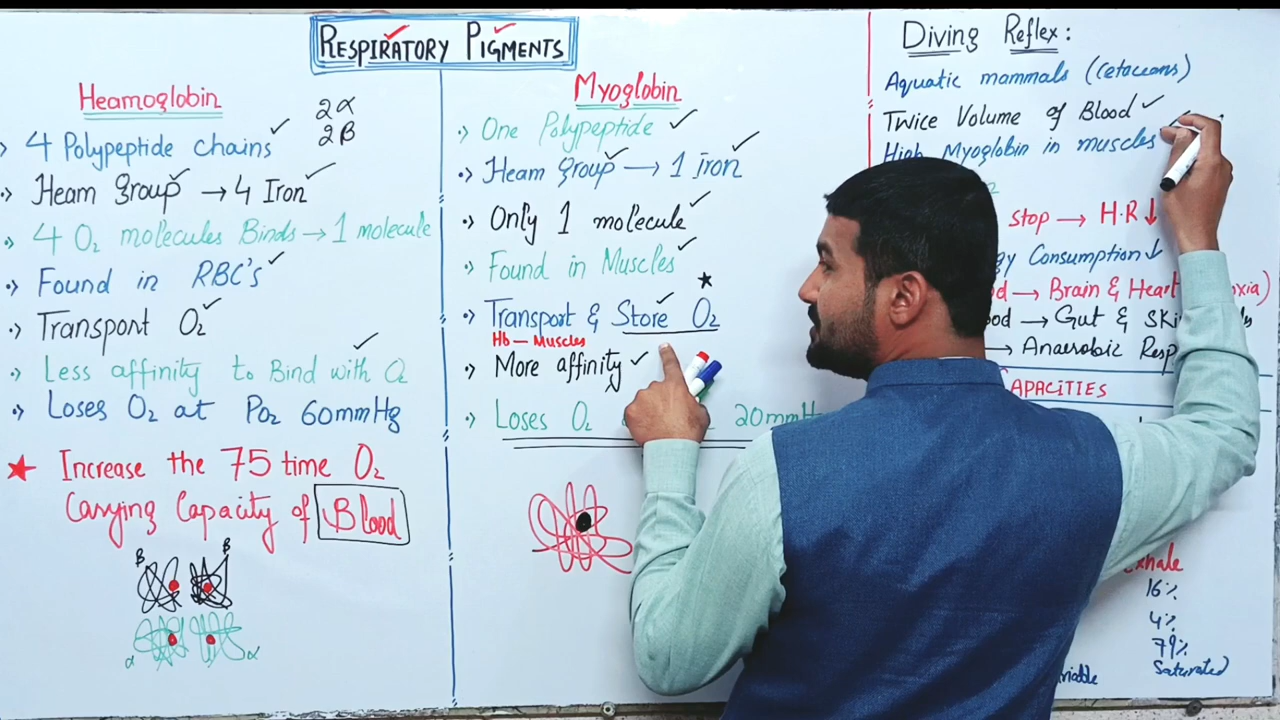 RESPIRATORY PIGMENTS
Heamoglobin
2α
2β
4 Polypeptide chains
Heam group → 4 Iron
4 O2 molecules Binds → 1 molecule
Found in RBC's
Transport O2
Less affinity to Bind with O2
Loses O2 at Po2 60mmHg
★ Increase the 75 time O2
Carrying Capacity of Blood
B
B
α
α
Myoglobin
One Polypeptide
Heam group → 1 iron
Only 1 molecule
Found in Muscles
Transport & Store O2
Hb – Muscles
More affinity
Loses O2 20mmH
Diving Reflex:
Aquatic mammals (Cetaceans)
Twice Volume of Blood
High Myoglobin in muscles
stop → H.R ↓
Consumption ↓
→ Brain & Heart
→ Gut & Ski
→ Anaerobic Resp
CAPACITIES
Exhale
16%
4%
79%
Saturated